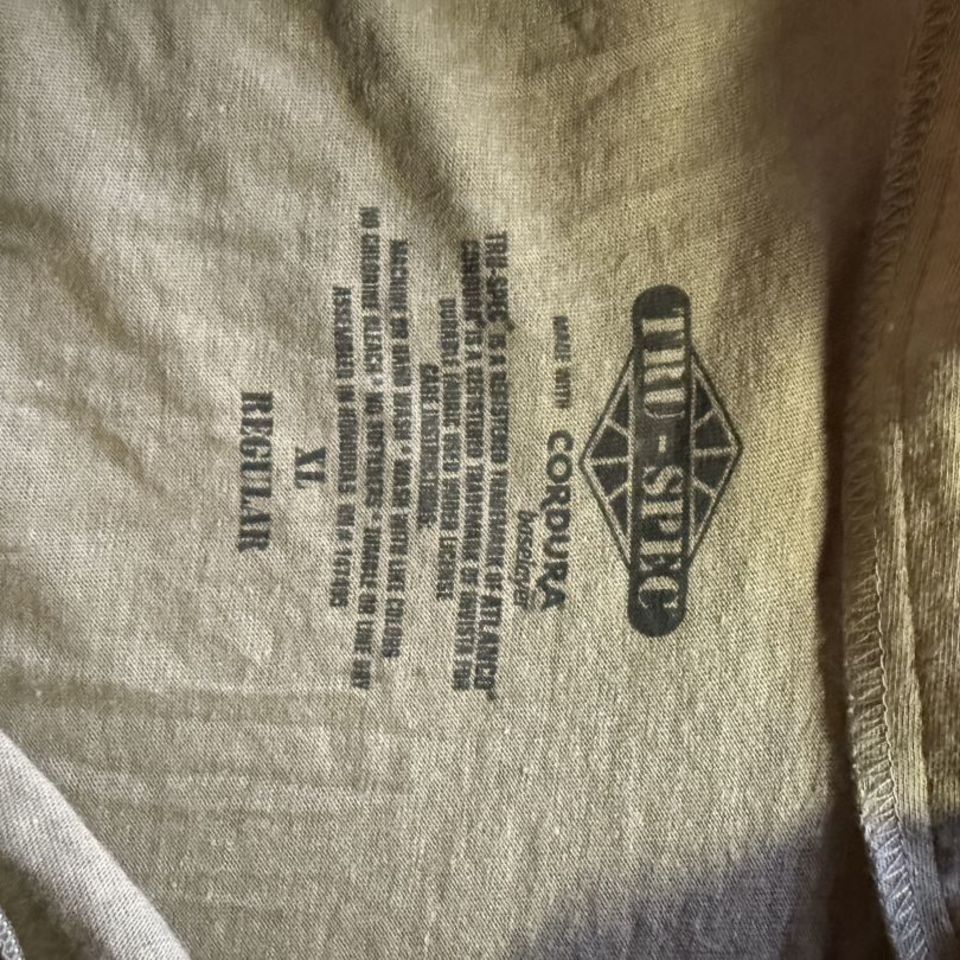 TRU-SPEC
MADE WITH CORDURA
baselayer
TRU-SPEC® IS A REGISTERED TRADEMARK OF ATLANCO®
CORDURA® IS A REGISTERED TRADEMARK OF INVISTA FOR
DURABLE FABRIC USED UNDER LICENSE
CARE INSTRUCTIONS:
MACHINE OR HAND WASH * WASH WITH LIKE COLORS
NO CHLORINE BLEACH * NO SOFTENERS * TUMBLE OR LINE DRY
ASSEMBLED IN HONDURAS
XL
REGULAR